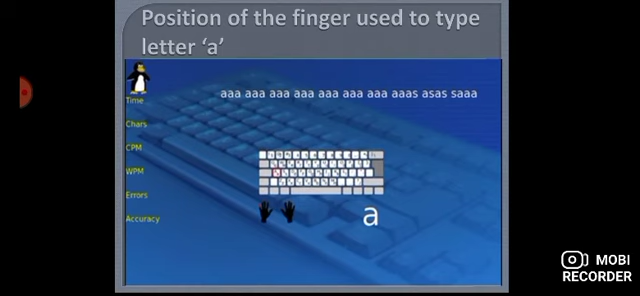 Position of the finger used to type
letter ‘a’
aaa aaa aaa aaa aaa aaa aaa aaas asas saaa
Time
Chars
CPM
WPM
Errors
Accuracy
a
MOBI
RECORDER